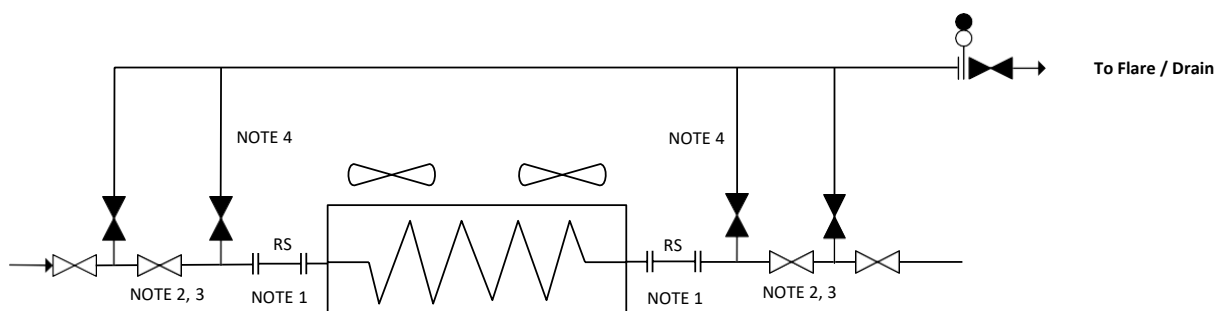 To Flare / Drain
NOTE 4
NOTE 4
RS
RS
NOTE 2, 3
NOTE 1
NOTE 1
NOTE 2, 3